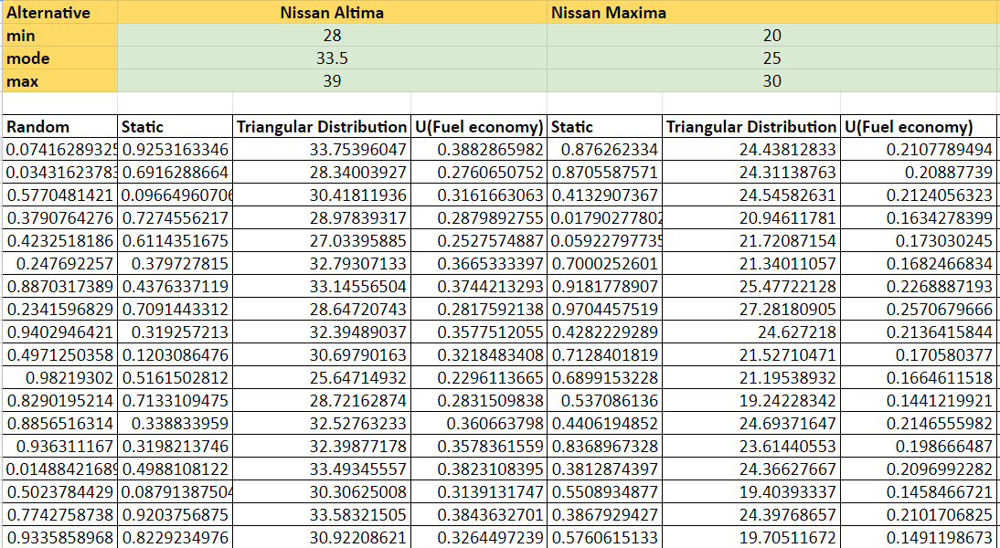 Alternative Nissan Altima Nissan Maxima
min 28 20
mode 33.5 25
max 39 30
Random Static Triangular Distribution U(Fuel economy) Static Triangular Distribution U(Fuel economy)
0.0741628932 0.9253163346 33.75396047 0.3882865982 0.876262334 24.43812833 0.2107789494
0.0343162378 0.6916288664 28.34003927 0.2760650752 0.8705587571 24.31138763 0.20887739
0.5770481421 0.0966496070 30.41811936 0.3161663063 0.4132907367 24.54582631 0.2124056323
0.3790764276 0.7274556217 28.97839317 0.2879892755 0.0179027780 20.94611781 0.1634278399
0.4232518186 0.6114351675 27.03395885 0.2527574887 0.0592279773 21.72087154 0.173030245
0.247692257 0.379727815 32.79307133 0.3665333397 0.7000252601 21.34011057 0.1682466834
0.8870317389 0.4376337119 33.14556504 0.3744213293 0.9181778907 25.47722128 0.2268887193
0.2341596829 0.7091443312 28.64720743 0.2817592138 0.9704457519 27.28180905 0.2570679666
0.9402946421 0.319257213 32.39489037 0.3577512055 0.4282229289 24.627218 0.2136415844
0.4971250358 0.1203086476 30.69790163 0.3218483408 0.7128401819 21.52710471 0.170580377
0.98219302 0.5161502812 25.64714932 0.2296113665 0.6899153228 21.19538932 0.1664611518
0.8290195214 0.7133109475 28.72162874 0.2831509838 0.537086136 19.24228342 0.1441219921
0.8856516314 0.338833959 32.52763233 0.360663798 0.4406194852 24.69371647 0.2146555982
0.936311167 0.3198213746 32.39877178 0.3578361559 0.8368967328 23.61440553 0.198666487
0.0148842168 0.4988108122 33.49345557 0.3823108395 0.3812874397 24.36627667 0.2096992282
0.5023784429 0.0879138750 30.30625008 0.3139131747 0.5508934877 19.40393337 0.1458466721
0.7742758738 0.9203756875 33.58321505 0.3843632701 0.3867929427 24.39768657 0.2101706825
0.9335858968 0.8229234976 30.92208621 0.3264497239 0.5760615133 19.70511672 0.1491198673